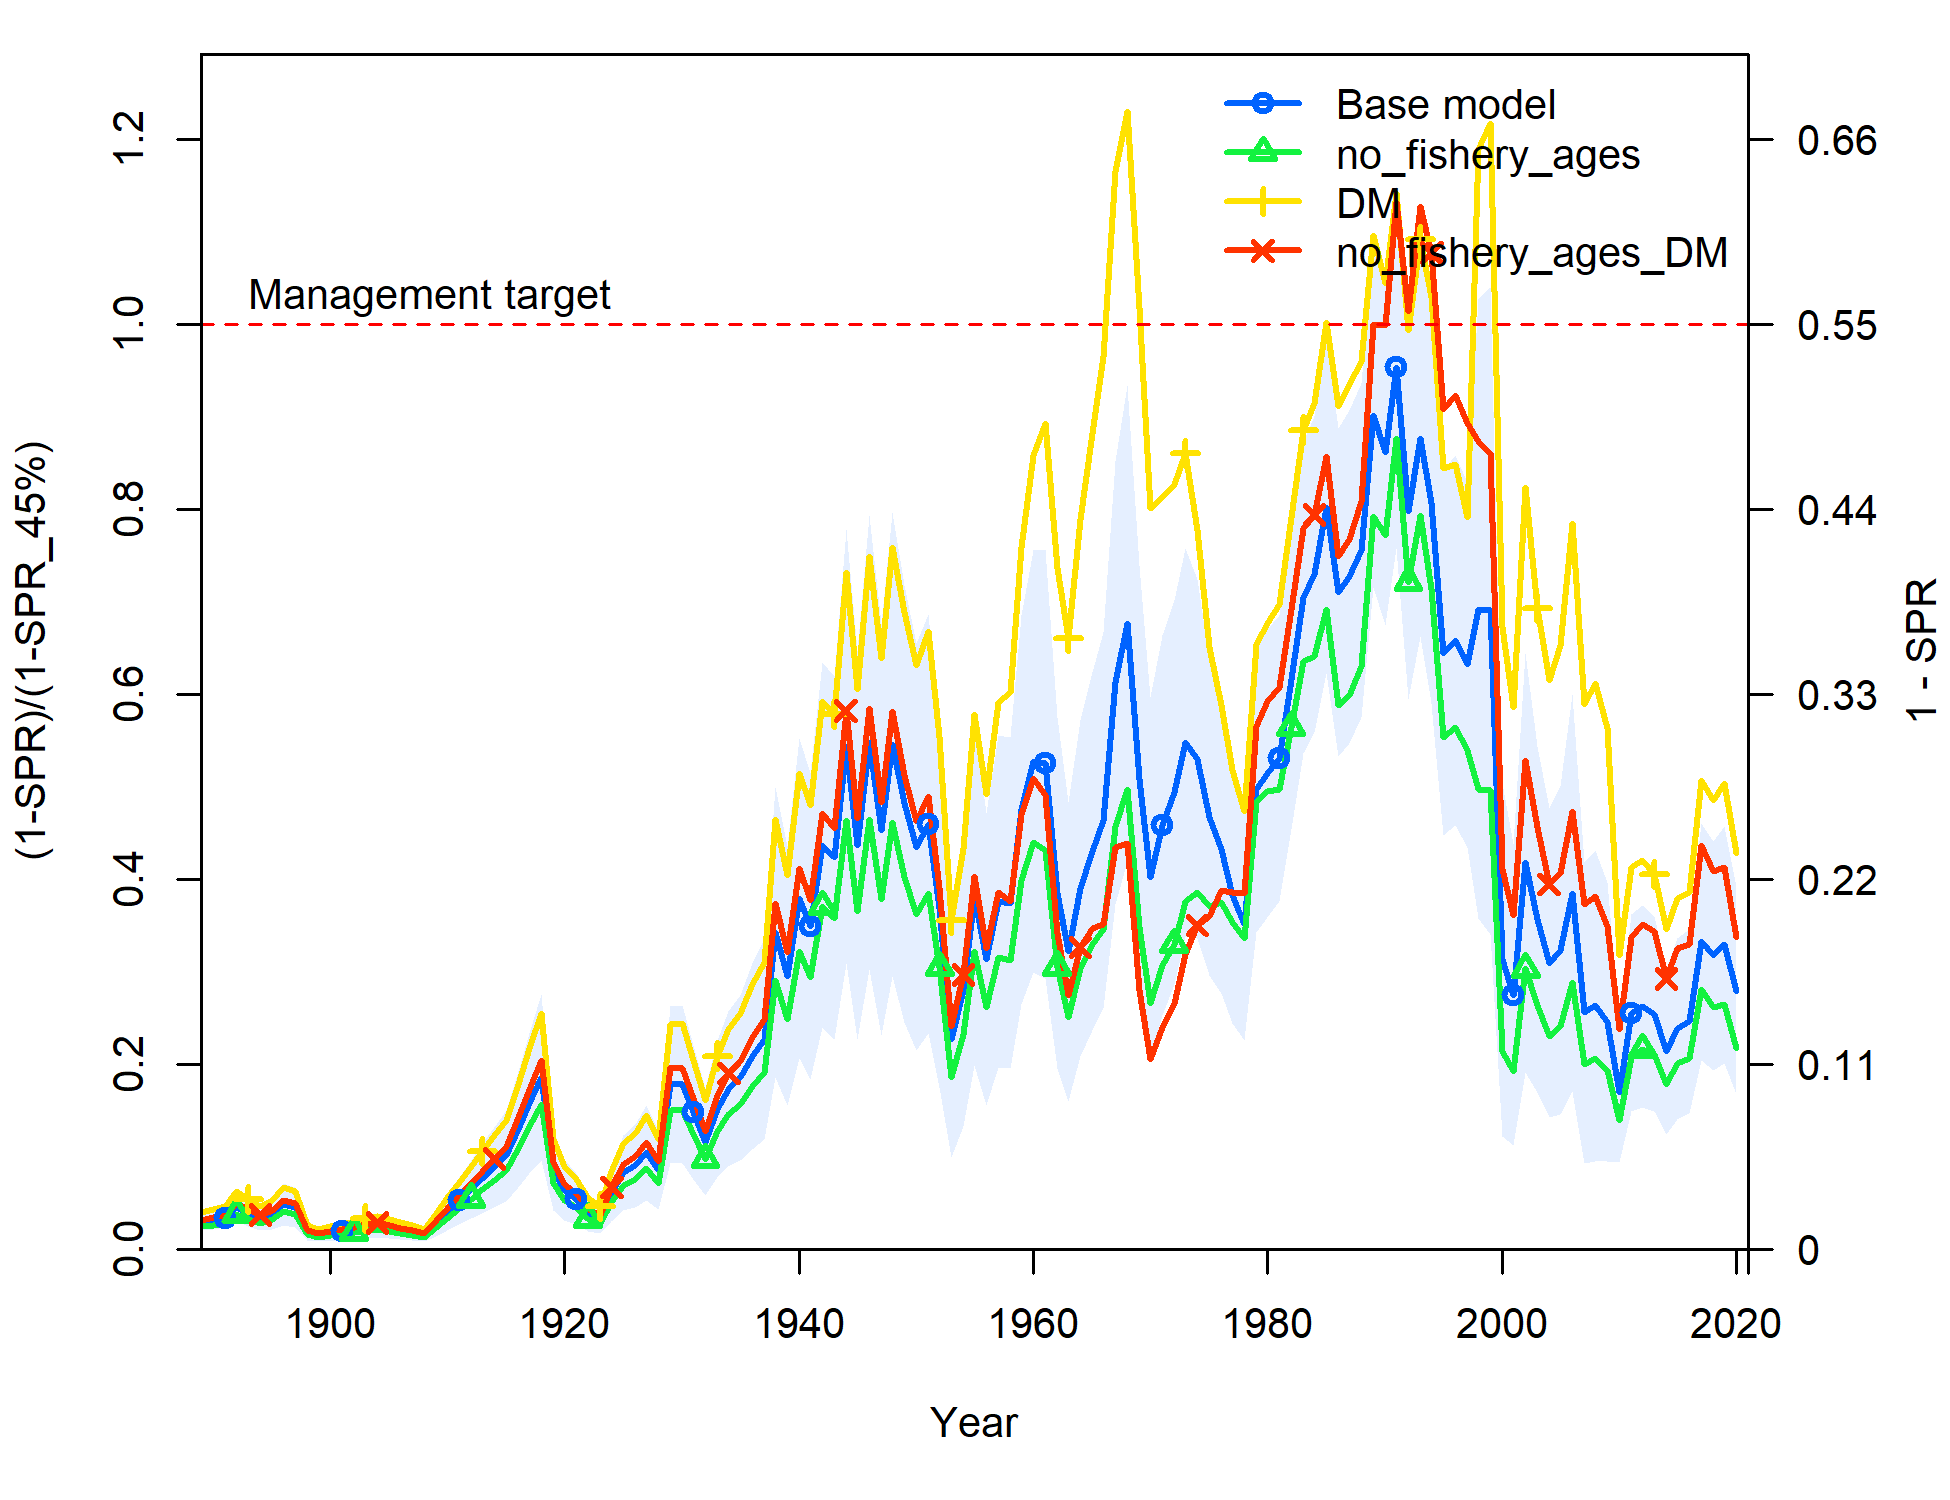 Base model
no_fishery_ages
DM
no_fishery_ages_DM
Management target
(1-SPR)/(1-SPR_45%)
0.0
0.2
0.4
0.6
0.8
1.0
1.2
1 - SPR
0
0.11
0.22
0.33
0.44
0.55
0.66
1900
1920
1940
1960
1980
2000
2020
Year